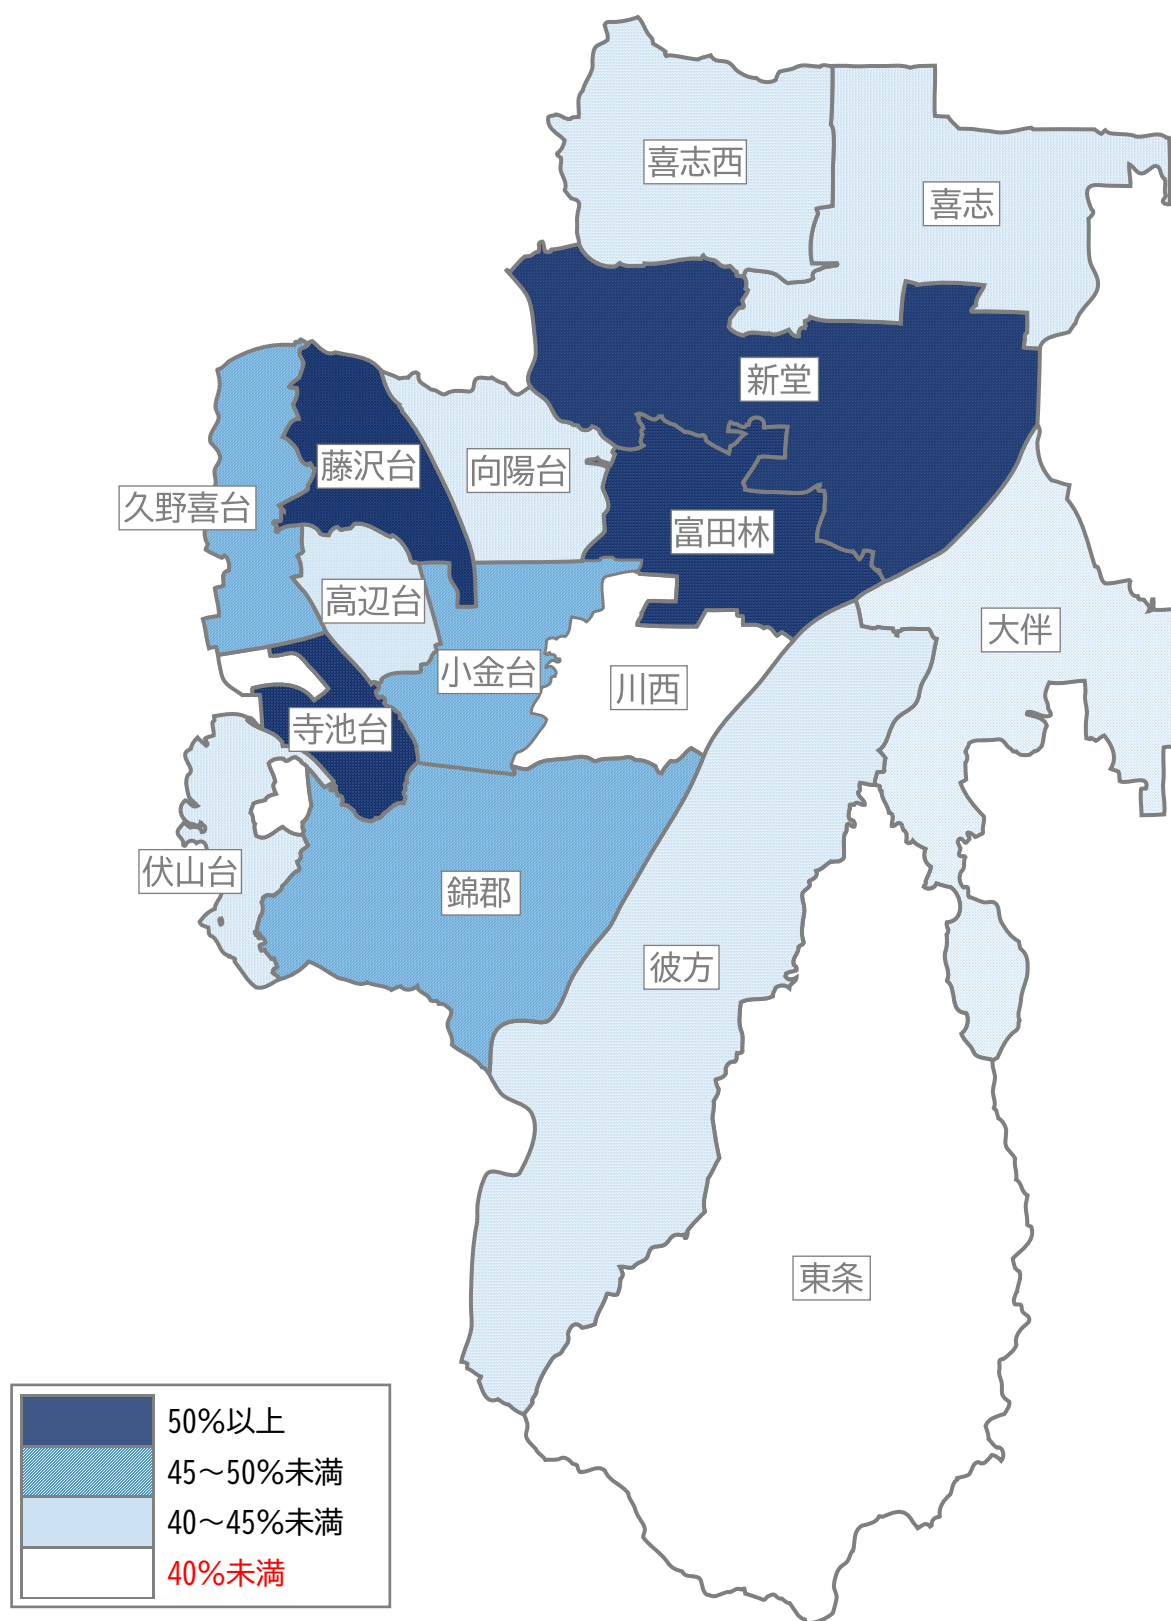 喜志西
喜志
新堂
藤沢台
向陽台
久野喜台
富田林
高辺台
大伴
小金台
川西
寺池台
伏山台
錦郡
彼方
東条
50%以上
45～50%未満
40～45%未満
40%未満